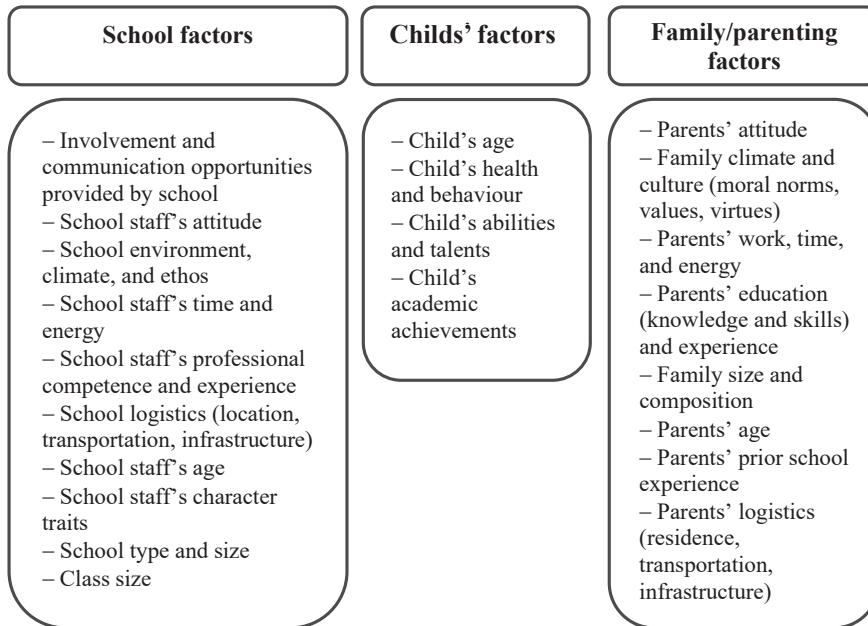 School factors
– Involvement and
communication opportunities
provided by school
– School staff’s attitude
– School environment,
climate, and ethos
– School staff’s time and
energy
– School staff’s professional
competence and experience
– School logistics (location,
transportation, infrastructure)
– School staff’s age
– School staff’s character
traits
– School type and size
– Class size
Childs’ factors
– Child’s age
– Child’s health
and behaviour
– Child’s abilities
and talents
– Child’s
academic
achievements
Family/parenting
factors
– Parents’ attitude
– Family climate and
culture (moral norms,
values, virtues)
– Parents’ work, time,
and energy
– Parents’ education
(knowledge and skills)
and experience
– Family size and
composition
– Parents’ age
– Parents’ prior school
experience
– Parents’ logistics
(residence,
transportation,
infrastructure)